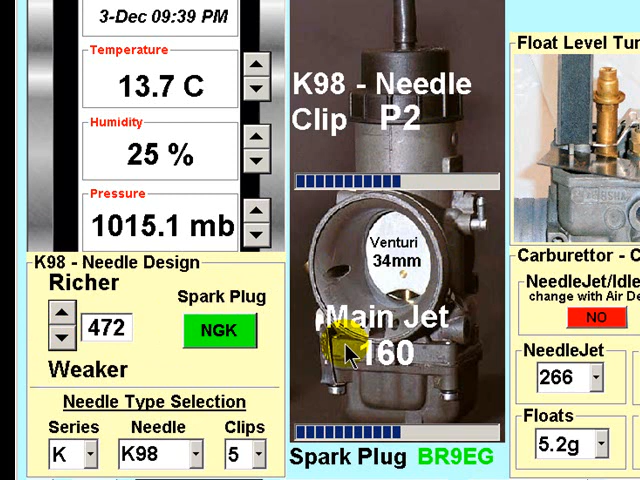 3-Dec 09:39 PM
Temperature
13.7 C
Humidity
25 %
Pressure
1015.1 mb
K98 - Needle Design
Richer
472
Weaker
Spark Plug
NGK
Needle Type Selection
Series Needle Clips
K K98 5
K98 - Needle
Clip P2
Venturi
34mm
Main Jet
160
Spark Plug BR9EG
Float Level Tur
Carburettor - C
NeedleJet/Idle
change with Air De
NO
NeedleJet
266
Floats
5.2g